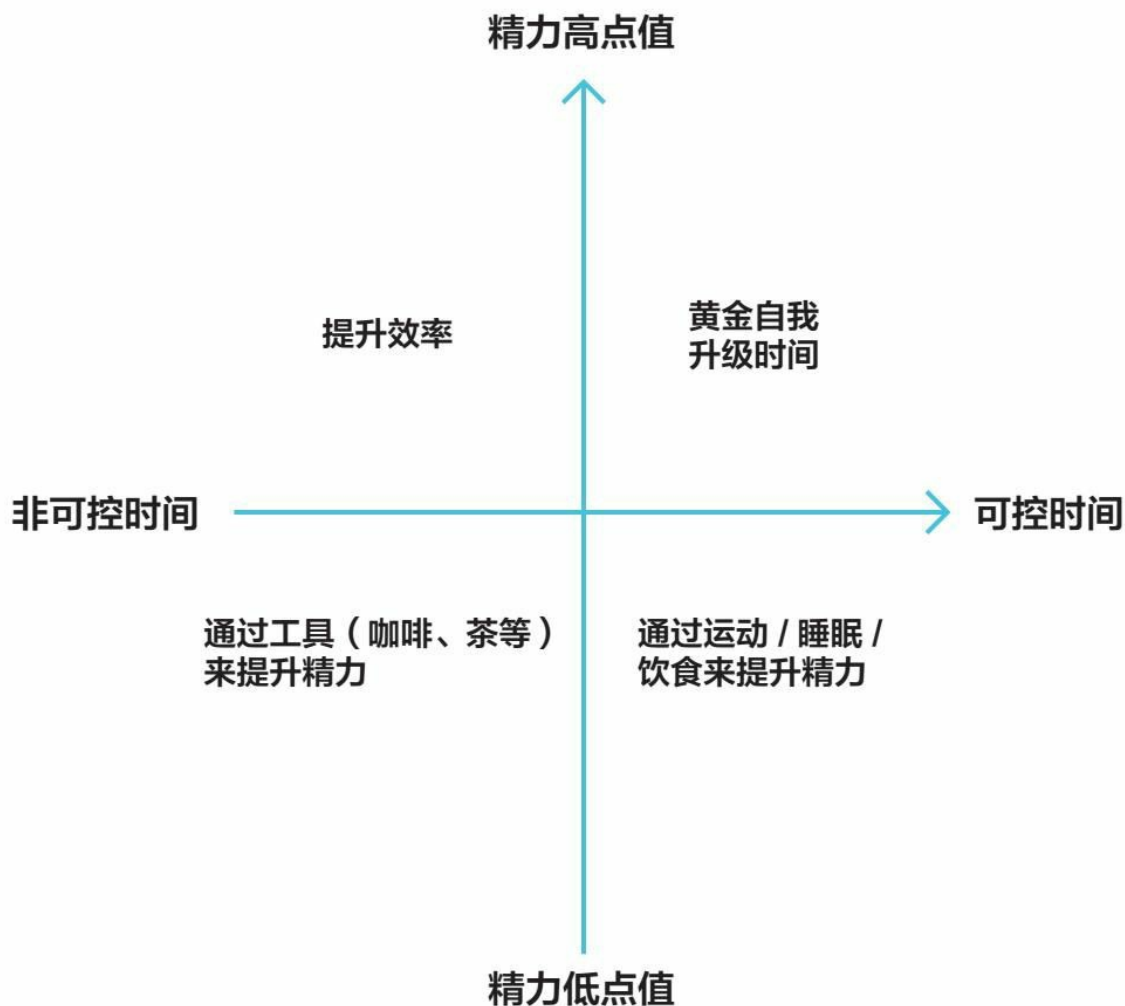 精力高点值
提升效率
黄金自我
升级时间
非可控时间
可控时间
通过工具（咖啡、茶等）
来提升精力
通过运动 / 睡眠 /
饮食来提升精力
精力低点值